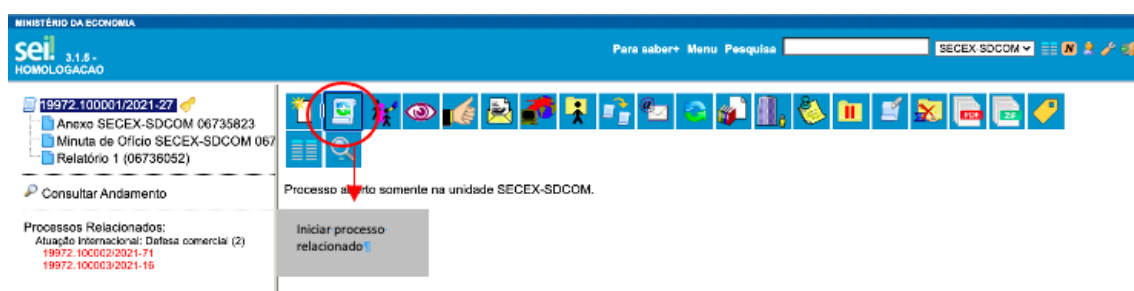 MINISTÉRIO DA ECONOMIA
sei! 3.1.5 -
HOMOLOGACAO
Para saber+ Menu Pesquisa
SECEX-SDCOM
N
19972.100001/2021-27
Anexo SECEX-SDCOM 06735823
Minuta de Ofício SECEX-SDCOM 067
Relatório 1 (06736052)
PDF
ZIP
Consultar Andamento
Processo aberto somente na unidade SECEX-SDCOM.
Processos Relacionados:
Atuação Internacional: Defesa comercial (2)
19972.100002/2021-71
19972.100003/2021-16
Iniciar processo
relacionado¶